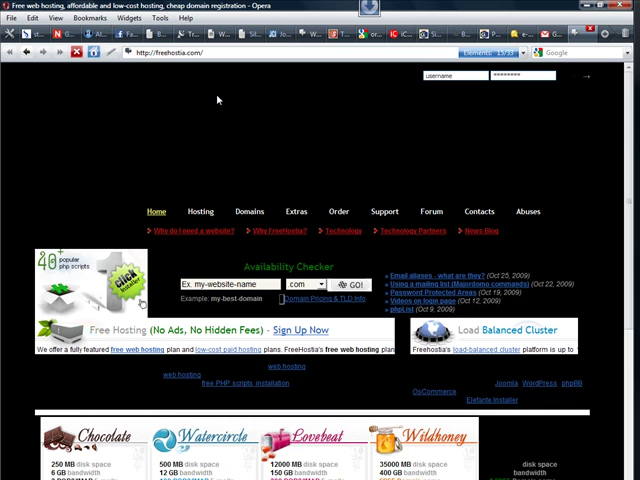 Free web hosting, affordable and low-cost hosting, cheap domain registration - Opera
File Edit View Bookmarks Widgets Tools Help
http://freehostia.com/
Elements: 15/33
Google
username
********
Home Hosting Domains Extras Order Support Forum Contacts Abuses
Why do I need a website? Why FreeHostia? Technology Technology Partners News Blog
40+ popular
php scripts
1
click
installer
Availability Checker
Ex. my-website-name
.com
GO!
Example: my-best-domain
Domain Pricing & TLD Info
Email aliases - what are they? (Oct 25, 2009)
Using a mailing list (Majordomo commands) (Oct 22, 2009)
Password Protected Areas (Oct 19, 2009)
Videos on login page (Oct 12, 2009)
phpList (Oct 9, 2009)
Free Hosting (No Ads, No Hidden Fees) - Sign Up Now
We offer a fully featured free web hosting plan and low-cost paid hosting plans. FreeHostia's free web hosting plan
Load Balanced Cluster
Freehostia's load-balanced cluster platform is up to
web hosting
web hosting
free PHP scripts installation
Joomla WordPress phpBB
OsCommerce
Elefante Installer
Chocolate
250 MB disk space
6 GB bandwidth
Watercircle
500 MB disk space
12 GB bandwidth
Lovebeat
12000 MB disk space
150 GB bandwidth
Wildhoney
35000 MB disk space
400 GB bandwidth
disk space
bandwidth